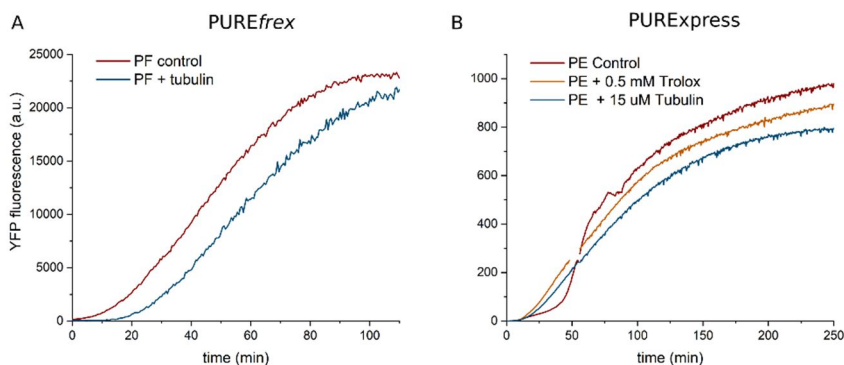 A PUREfrex
PF control
PF + tubulin
YFP fluorescence (a.u.)
25000
20000
15000
10000
5000
0
0 20 40 60 80 100
time (min)
B PURExpress
PE Control
PE + 0.5 mM Trolox
PE + 15 uM Tubulin
1000
800
600
400
200
0
0 50 100 150 200 250
time (min)